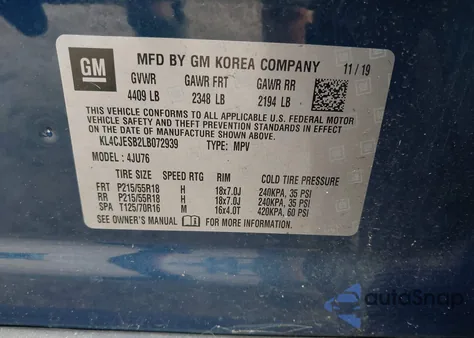 GM
MFD BY GM KOREA COMPANY 11/19
GVWR GAWR FRT GAWR RR
4409 LB 2348 LB 2194 LB
THIS VEHICLE CONFORMS TO ALL APPLICABLE U.S. FEDERAL MOTOR
VEHICLE SAFETY, BUMPER, AND THEFT PREVENTION STANDARDS IN
EFFECT ON THE DATE OF MANUFACTURE SHOWN ABOVE.
KL4CJESB2LB072939 TYPE: MPV
MODEL: 4JU76
TIRE SIZE SPEED RTG RIM COLD TIRE PRESSURE
FRT P215/55R18 H 18x7.0J 240KPA, 35 PSI
RR P215/55R18 H 18x7.0J 240KPA, 35 PSI
SPA T125/70R16 M 16x4.0T 420KPA, 60 PSI
SEE OWNER'S MANUAL FOR MORE INFORMATION.
autoSnap